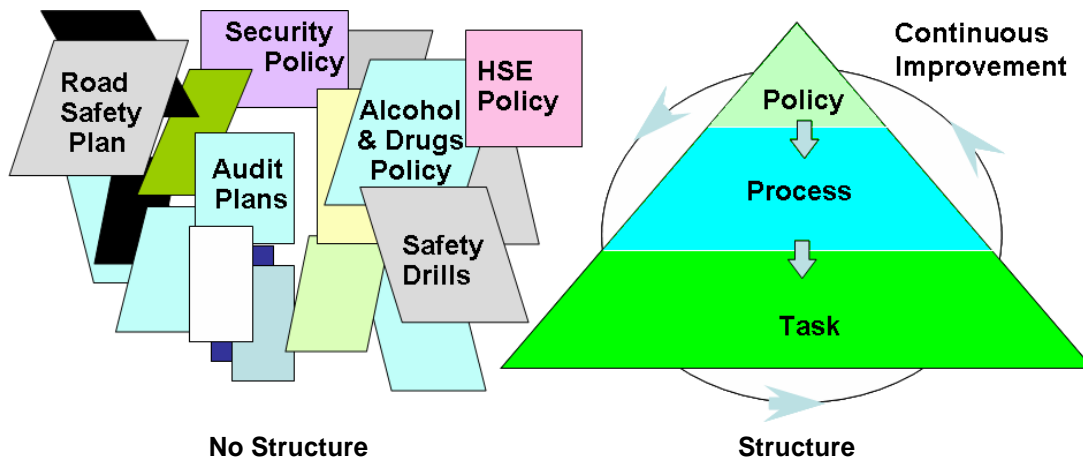 Security
Policy
Road
Safety
Plan
HSE
Policy
Alcohol
& Drugs
Policy
Audit
Plans
Safety
Drills
No Structure
Continuous
Improvement
Policy
Process
Task
Structure